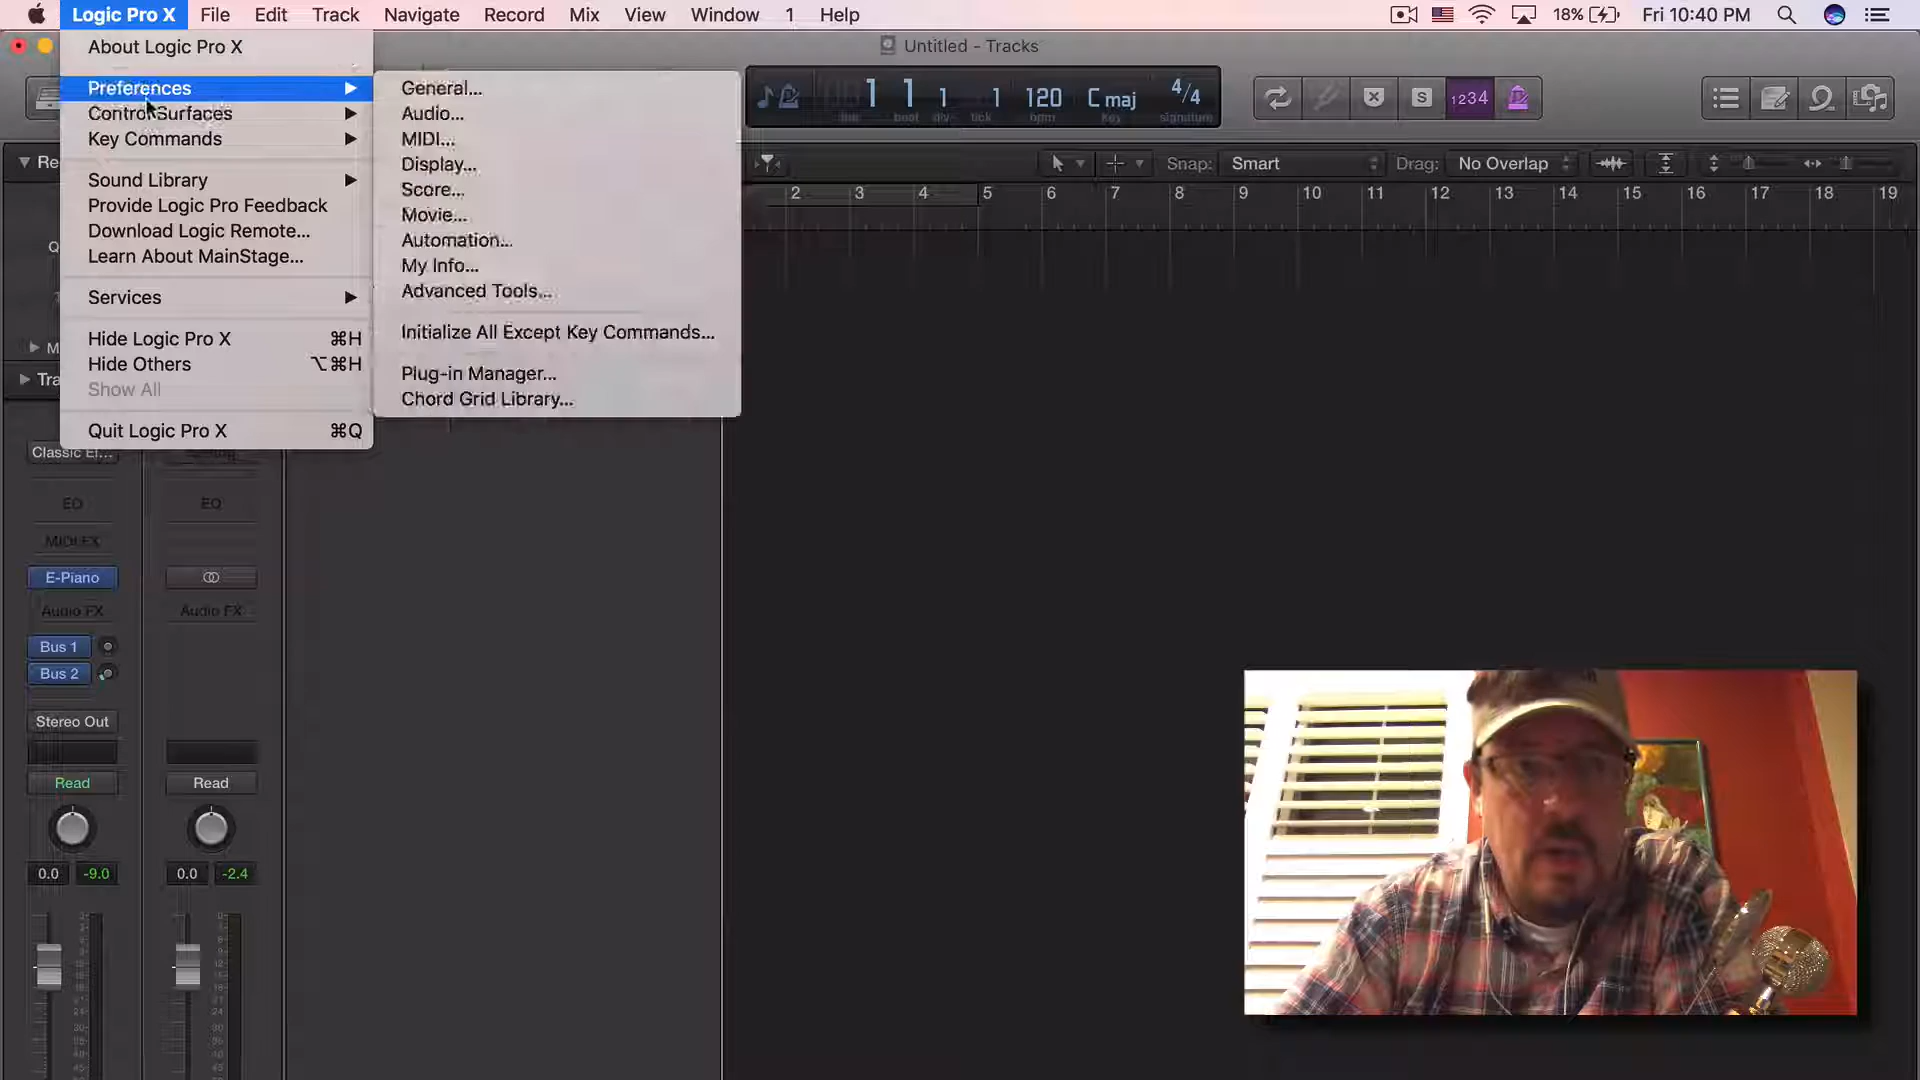 Logic Pro X File Edit Track Navigate Record Mix View Window 1 Help 18% Fri 10:40 PM
About Logic Pro X
Untitled - Tracks
Preferences
Control Surfaces
Key Commands
Sound Library
Provide Logic Pro Feedback
Download Logic Remote...
Learn About MainStage...
Services
Hide Logic Pro X ⌘H
Hide Others ⌥⌘H
Show All
Quit Logic Pro X ⌘Q
General...
Audio...
MIDI...
Display...
Score...
Movie...
Automation...
My Info...
Advanced Tools...
Initialize All Except Key Commands...
Plug-in Manager...
Chord Grid Library...
1 1 1 1 120 C maj 4/4
beat div tick bpm key signature
S 1234
Re
Snap: Smart Drag: No Overlap
2 3 4 5 6 7 8 9 10 11 12 13 14 15 16 17 18 19
Q
M
Tra
Classic El...
EQ EQ
MIDI FX
E-Piano
Audio FX Audio FX
Bus 1
Bus 2
Stereo Out
Read Read
0.0 -9.0 0.0 -2.4